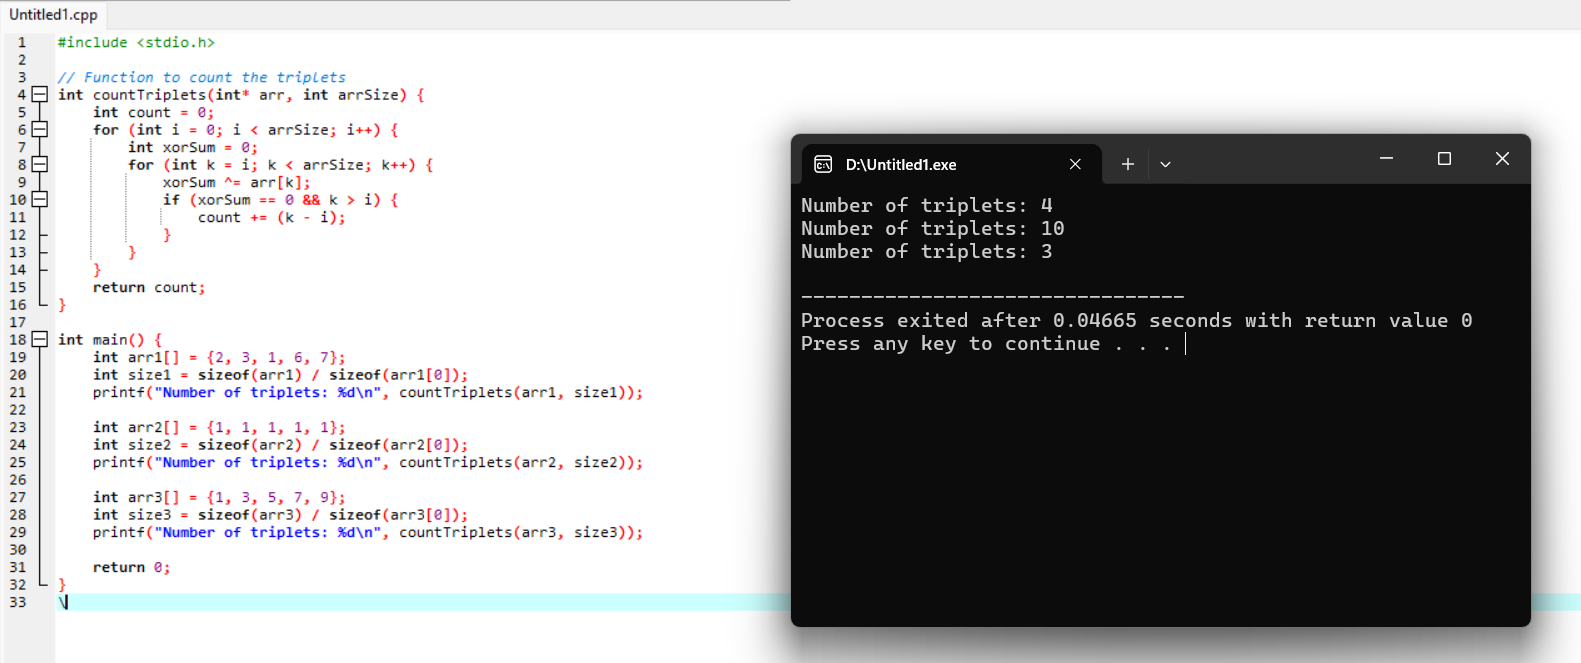 Untitled1.cpp
1 #include <stdio.h>
2
3 // Function to count the triplets
4 int countTriplets(int* arr, int arrSize) {
5     int count = 0;
6     for (int i = 0; i < arrSize; i++) {
7         int xorSum = 0;
8         for (int k = i; k < arrSize; k++) {
9             xorSum ^= arr[k];
10             if (xorSum == 0 && k > i) {
11                 count += (k - i);
12             }
13         }
14     }
15     return count;
16 }
17
18 int main() {
19     int arr1[] = {2, 3, 1, 6, 7};
20     int size1 = sizeof(arr1) / sizeof(arr1[0]);
21     printf("Number of triplets: %d\n", countTriplets(arr1, size1));
22
23     int arr2[] = {1, 1, 1, 1, 1};
24     int size2 = sizeof(arr2) / sizeof(arr2[0]);
25     printf("Number of triplets: %d\n", countTriplets(arr2, size2));
26
27     int arr3[] = {1, 3, 5, 7, 9};
28     int size3 = sizeof(arr3) / sizeof(arr3[0]);
29     printf("Number of triplets: %d\n", countTriplets(arr3, size3));
30
31     return 0;
32 }
33 \
D:\Untitled1.exe
Number of triplets: 4
Number of triplets: 10
Number of triplets: 3
--------------------------------
Process exited after 0.04665 seconds with return value 0
Press any key to continue . . .